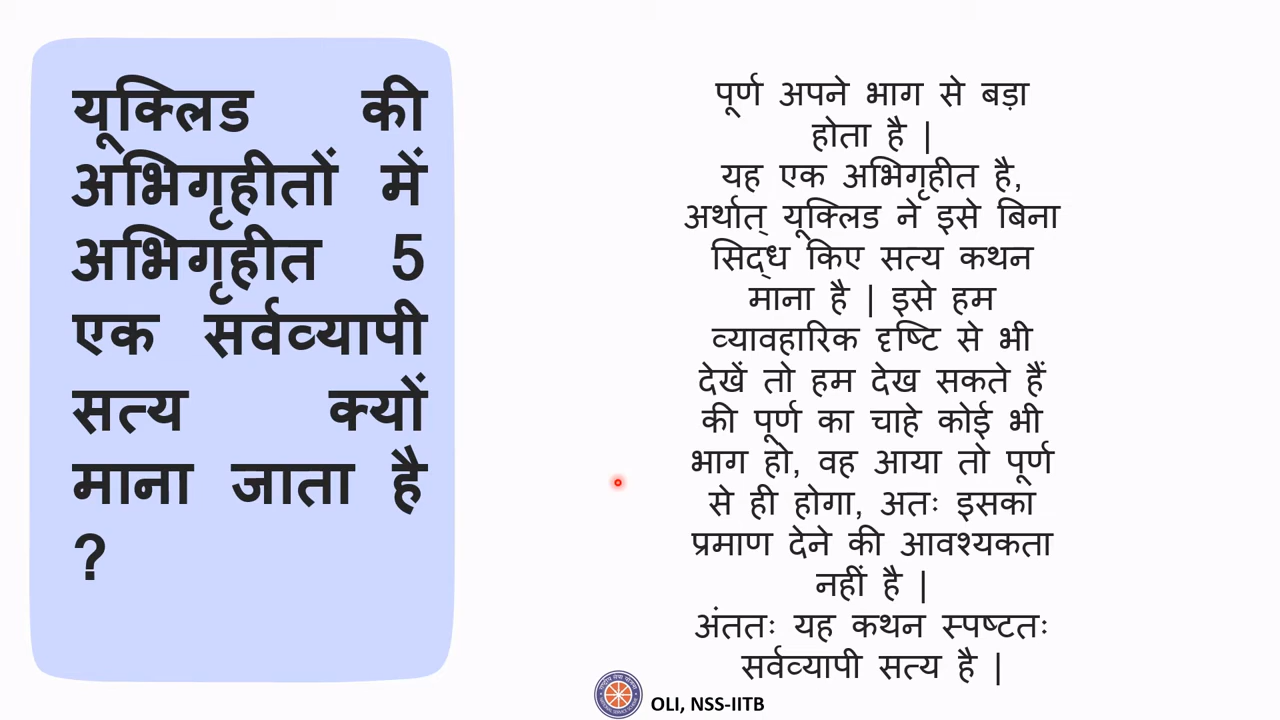 यूक्लिड की
अभिगृहीतों में
अभिगृहीत 5
एक सर्वव्यापी
सत्य क्यों
माना जाता है
?
पूर्ण अपने भाग से बड़ा
होता है |
यह एक अभिगृहीत है,
अर्थात् यूक्लिड ने इसे बिना
सिद्ध किए सत्य कथन
माना है | इसे हम
व्यावहारिक दृष्टि से भी
देखें तो हम देख सकते हैं
की पूर्ण का चाहे कोई भी
भाग हो, वह आया तो पूर्ण
से ही होगा, अतः इसका
प्रमाण देने की आवश्यकता
नहीं है |
अंततः यह कथन स्पष्टतः
सर्वव्यापी सत्य है |
OLI, NSS-IITB